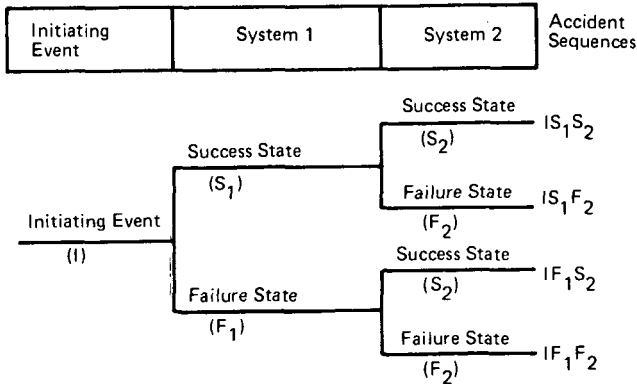 Initiating
Event
System 1
System 2
Accident
Sequences
Success State
(S2)
IS1S2
Success State
(S1)
Failure State
(F2)
IS1F2
Initiating Event
(I)
Success State
(S2)
IF1S2
Failure State
(F1)
Failure State
(F2)
IF1F2